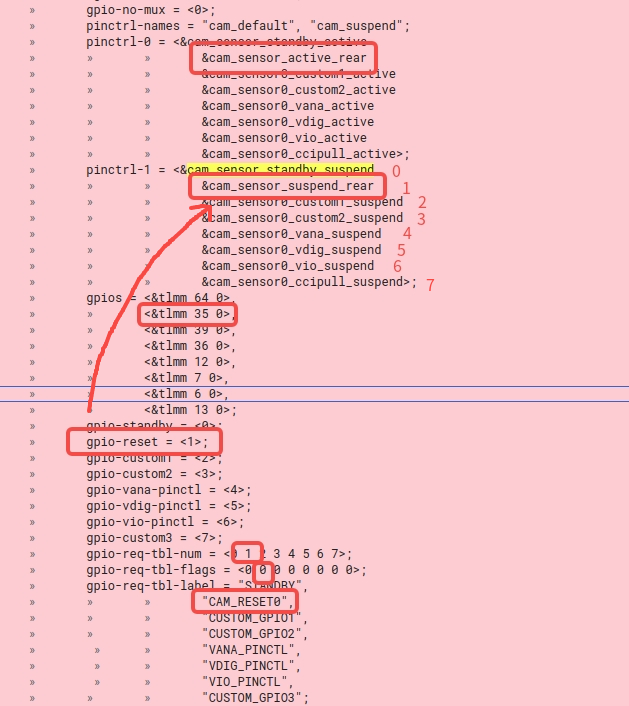 » gpio-no-mux = <0>;
» pinctrl-names = "cam_default", "cam_suspend";
» pinctrl-0 = <&cam_sensor_standby_active
» » » &cam_sensor_active_rear
» » » &cam_sensor0_custom1_active
» » » &cam_sensor0_custom2_active
» » » &cam_sensor0_vana_active
» » » &cam_sensor0_vdig_active
» » » &cam_sensor0_vio_active
» » » &cam_sensor0_ccipull_active>;
» pinctrl-1 = <&cam_sensor_standby_suspend 0
» » » &cam_sensor_suspend_rear 1
» » » &cam_sensor0_custom1_suspend 2
» » » &cam_sensor0_custom2_suspend 3
» » » &cam_sensor0_vana_suspend 4
» » » &cam_sensor0_vdig_suspend 5
» » » &cam_sensor0_vio_suspend 6
» » » &cam_sensor0_ccipull_suspend>; 7
» gpios = <&tlmm 64 0>,
» » <&tlmm 35 0>,
» » <&tlmm 39 0>,
» » <&tlmm 36 0>,
» » <&tlmm 12 0>,
» » <&tlmm 7 0>,
» » <&tlmm 6 0>,
» » <&tlmm 13 0>;
» gpio-standby = <0>;
» gpio-reset = <1>;
» gpio-custom1 = <2>;
» gpio-custom2 = <3>;
» gpio-vana-pinctl = <4>;
» gpio-vdig-pinctl = <5>;
» gpio-vio-pinctl = <6>;
» gpio-custom3 = <7>;
» gpio-req-tbl-num = <0 1 2 3 4 5 6 7>;
» gpio-req-tbl-flags = <0 0 0 0 0 0 0 0>;
» gpio-req-tbl-label = "STANDBY",
» » » "CAM_RESET0",
» » » "CUSTOM_GPIO1",
» » » "CUSTOM_GPIO2",
» » » "VANA_PINCTL",
» » » "VDIG_PINCTL",
» » » "VIO_PINCTL",
» » » "CUSTOM_GPIO3";